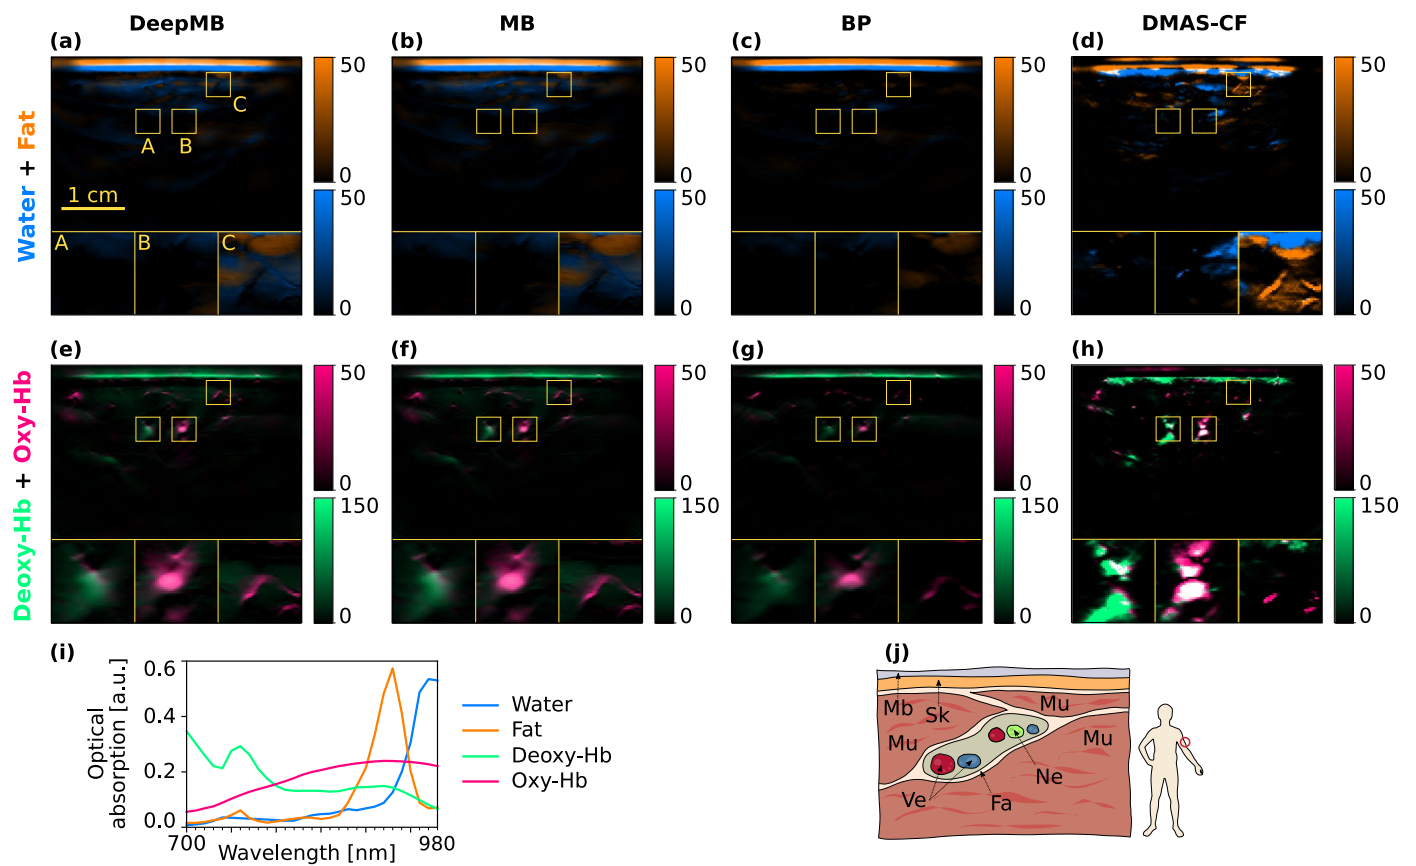 DeepMB
MB
BP
DMAS-CF
(a)
(b)
(c)
(d)
Water + Fat
A
B
C
1 cm
A
B
C
50
0
50
0
50
0
50
0
50
0
50
0
50
0
50
0
(e)
(f)
(g)
(h)
Deoxy-Hb + Oxy-Hb
50
0
150
0
50
0
150
0
50
0
150
0
50
0
150
0
(i)
Optical
absorption [a.u.]
0.6
0.4
0.2
0.0
700
980
Wavelength [nm]
Water
Fat
Deoxy-Hb
Oxy-Hb
(j)
Mb
Sk
Mu
Mu
Mu
Ve
Fa
Ne